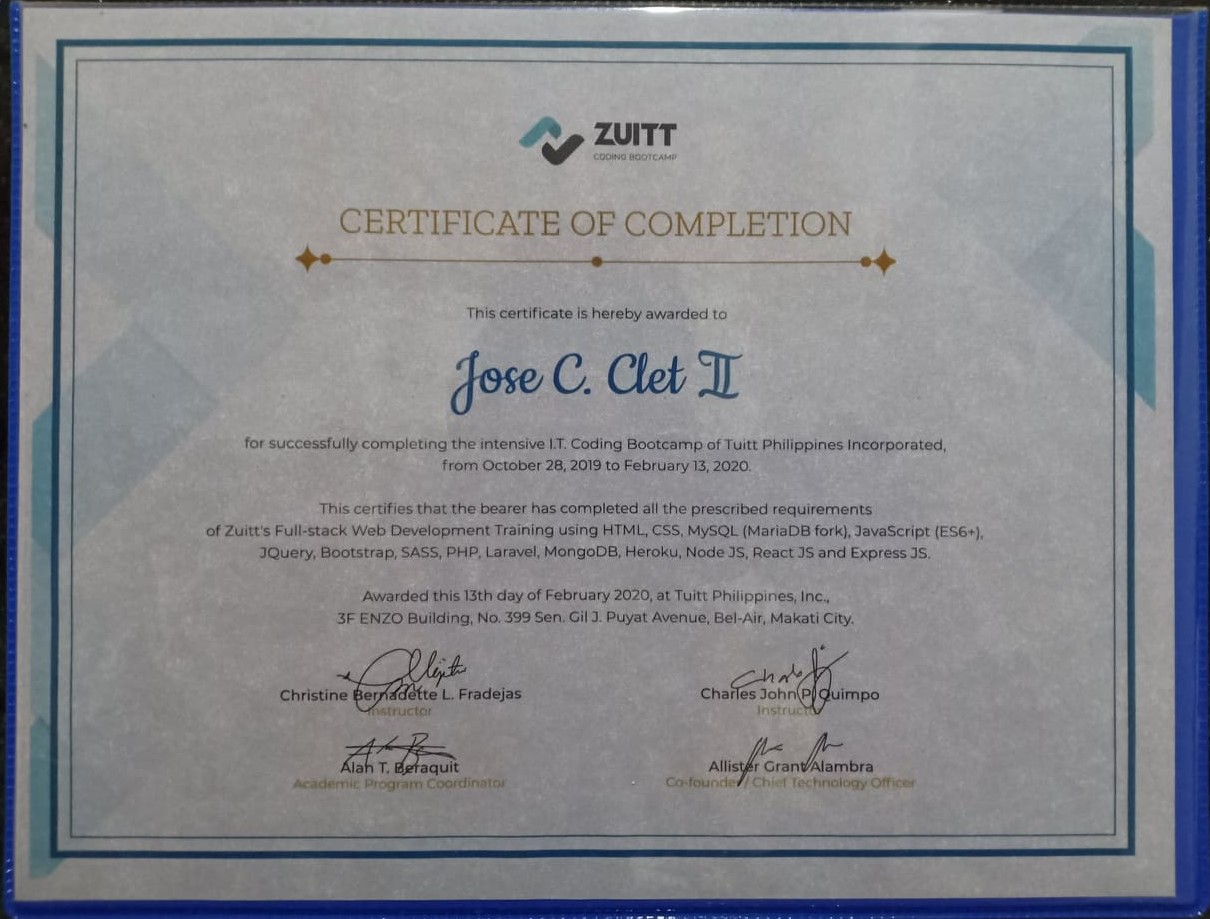 ZUITT
CODING BOOTCAMP
CERTIFICATE OF COMPLETION
This certificate is hereby awarded to
Jose C. Clet II
for successfully completing the intensive I.T. Coding Bootcamp of Tuitt Philippines Incorporated,
from October 28, 2019 to February 13, 2020.
This certifies that the bearer has completed all the prescribed requirements
of Zuitt's Full-stack Web Development Training using HTML, CSS, MySQL (MariaDB fork), JavaScript (ES6+),
JQuery, Bootstrap, SASS, PHP, Laravel, MongoDB, Heroku, Node JS, React JS and Express JS.
Awarded this 13th day of February 2020, at Tuitt Philippines, Inc.,
3F ENZO Building, No. 399 Sen. Gil J. Puyat Avenue, Bel-Air, Makati City.
Christine Bernadette L. Fradejas
Instructor
Charles John P. Quimpo
Instructor
Alan T. Beraquit
Academic Program Coordinator
Allister Grant Alambra
Co-founder / Chief Technology Officer